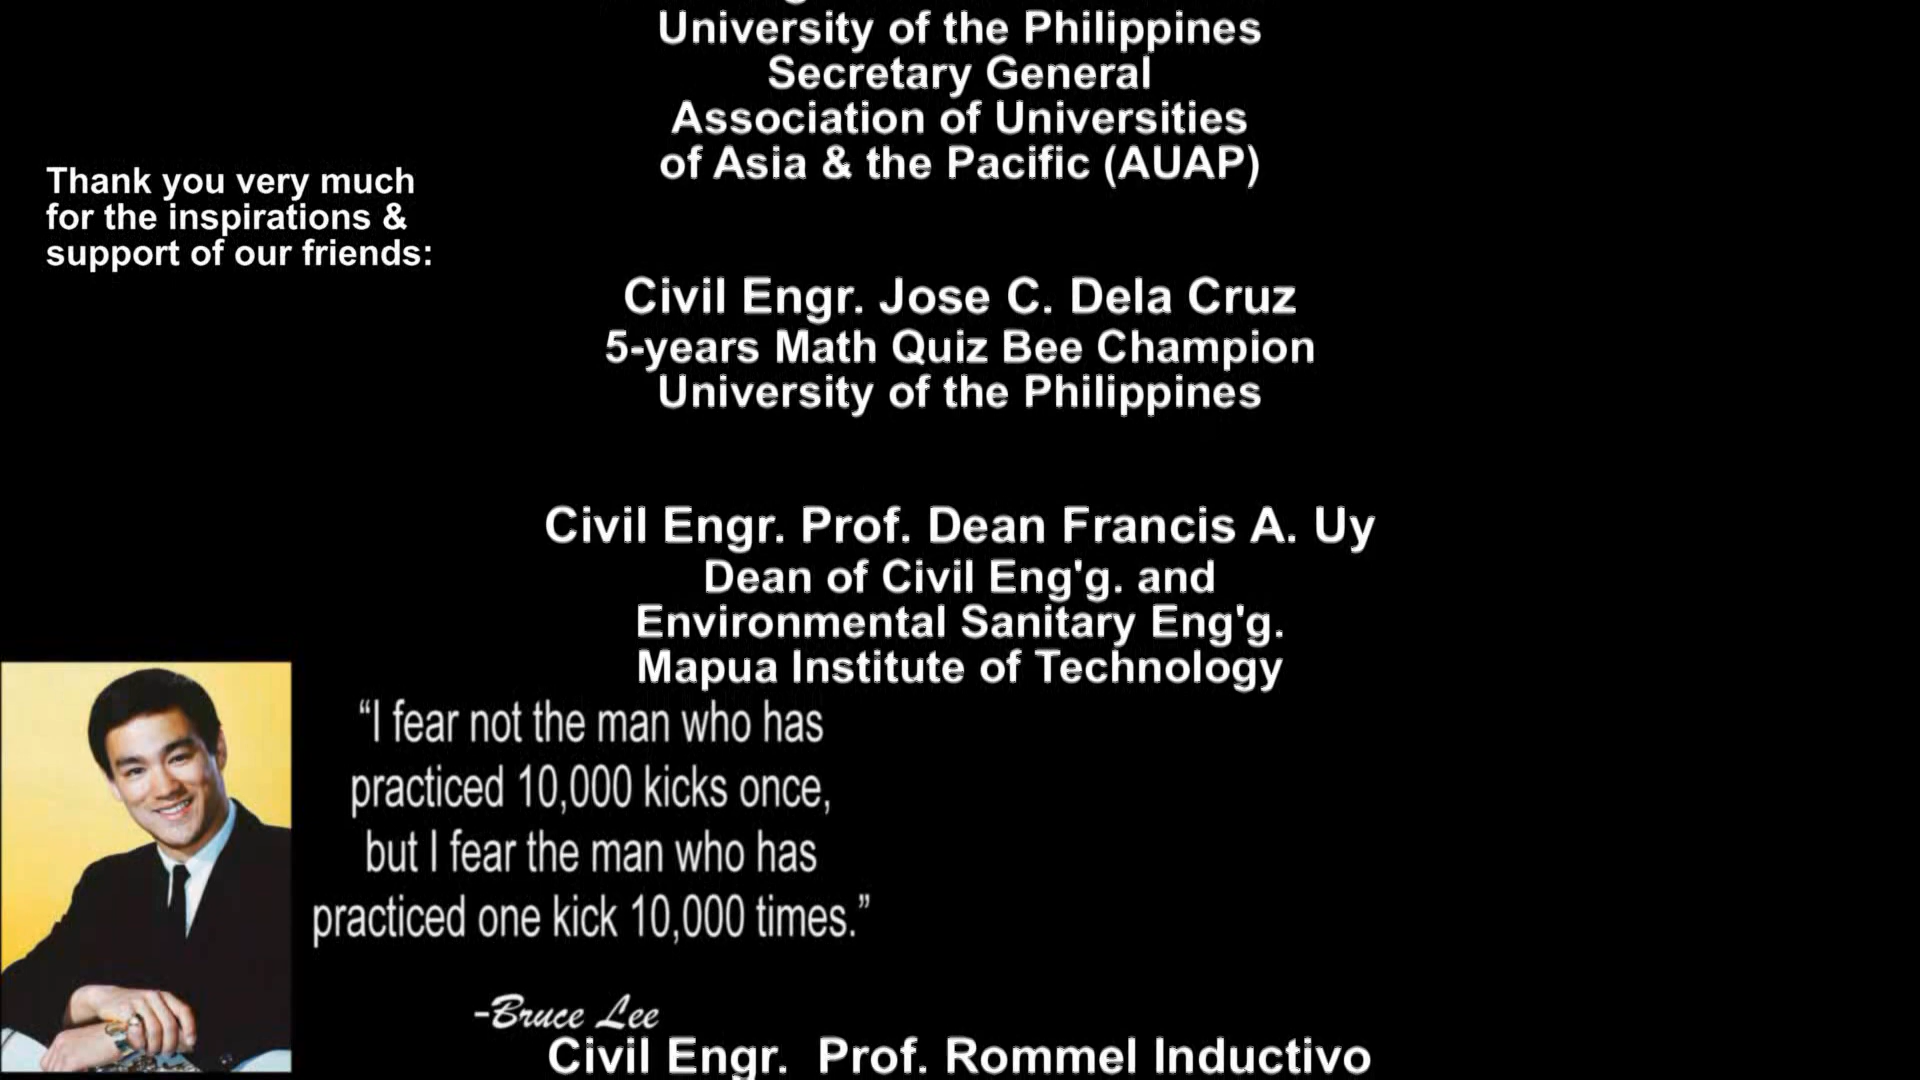 University of the Philippines
Secretary General
Association of Universities
of Asia & the Pacific (AUAP)
Thank you very much
for the inspirations &
support of our friends:
Civil Engr. Jose C. Dela Cruz
5-years Math Quiz Bee Champion
University of the Philippines
Civil Engr. Prof. Dean Francis A. Uy
Dean of Civil Eng'g. and
Environmental Sanitary Eng'g.
Mapua Institute of Technology
“I fear not the man who has
practiced 10,000 kicks once,
but I fear the man who has
practiced one kick 10,000 times.”
-Bruce Lee
Civil Engr. Prof. Rommel Inductivo